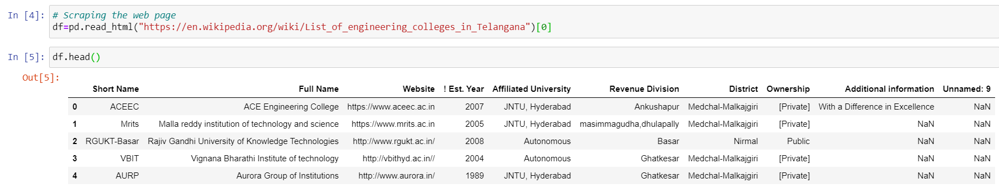 In [4]: # Scraping the web page
df=pd.read_html("https://en.wikipedia.org/wiki/List_of_engineering_colleges_in_Telangana")[0]
In [5]: df.head()
Out[5]:
Short Name Full Name Website ! Est. Year Affiliated University Revenue Division District Ownership Additional information Unnamed: 9
0 ACEEC ACE Engineering College https://www.aceec.ac.in 2007 JNTU, Hyderabad Ankushapur Medchal-Malkajgiri [Private] With a Difference in Excellence NaN
1 Mrits Malla reddy institution of technology and science https://www.mrits.ac.in 2005 JNTU, Hyderabad masimmagudha,dhulapally Medchal-Malkajgiri [Private] NaN NaN
2 RGUKT-Basar Rajiv Gandhi University of Knowledge Technologies http://www.rgukt.ac.in/ 2008 Autonomous Basar Nirmal Public NaN NaN
3 VBIT Vignana Bharathi Institute of technology http://vbithyd.ac.in// 2004 Autonomous Ghatkesar Medchal-Malkajgiri [Private] NaN NaN
4 AURP Aurora Group of Institutions http://www.aurora.in/ 1989 JNTU, Hyderabad Ghatkesar Medchal-Malkajgiri [Private] NaN NaN